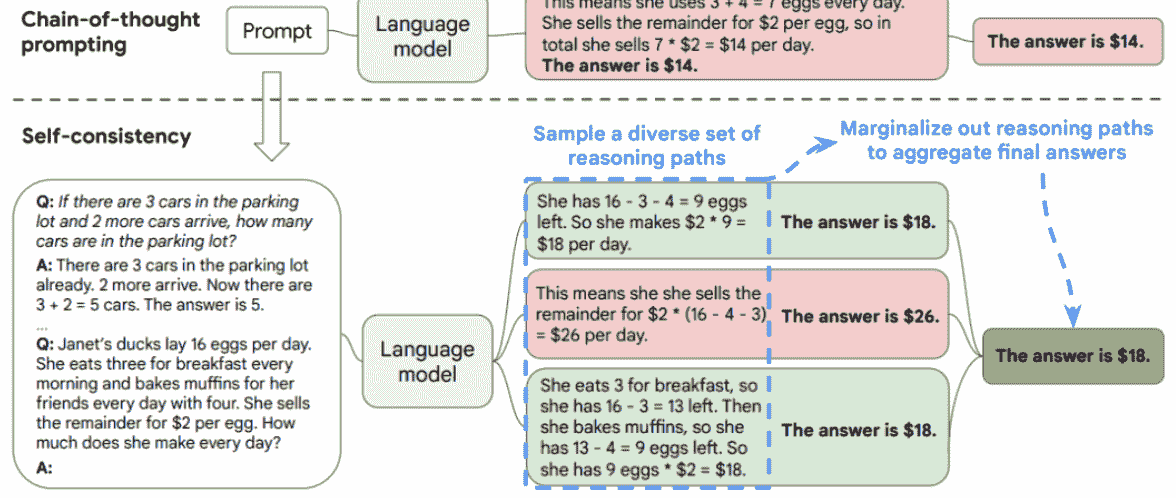 Chain-of-thought
prompting
Prompt
Language
model
This means she uses 3 + 4 = 7 eggs every day.
She sells the remainder for $2 per egg, so in
total she sells 7 * $2 = $14 per day.
The answer is $14.
The answer is $14.
Self-consistency
Sample a diverse set of
reasoning paths
Marginalize out reasoning paths
to aggregate final answers
Q: If there are 3 cars in the parking
lot and 2 more cars arrive, how many
cars are in the parking lot?
A: There are 3 cars in the parking lot
already. 2 more arrive. Now there are
3 + 2 = 5 cars. The answer is 5.
...
Q: Janet's ducks lay 16 eggs per day.
She eats three for breakfast every
morning and bakes muffins for her
friends every day with four. She sells
the remainder for $2 per egg. How
much does she make every day?
A:
Language
model
She has 16 - 3 - 4 = 9 eggs
left. So she makes $2 * 9 =
$18 per day.
The answer is $18.
This means she she sells the
remainder for $2 * (16 - 4 - 3)
= $26 per day.
The answer is $26.
She eats 3 for breakfast, so
she has 16 - 3 = 13 left. Then
she bakes muffins, so she
has 13 - 4 = 9 eggs left. So
she has 9 eggs * $2 = $18.
The answer is $18.
The answer is $18.